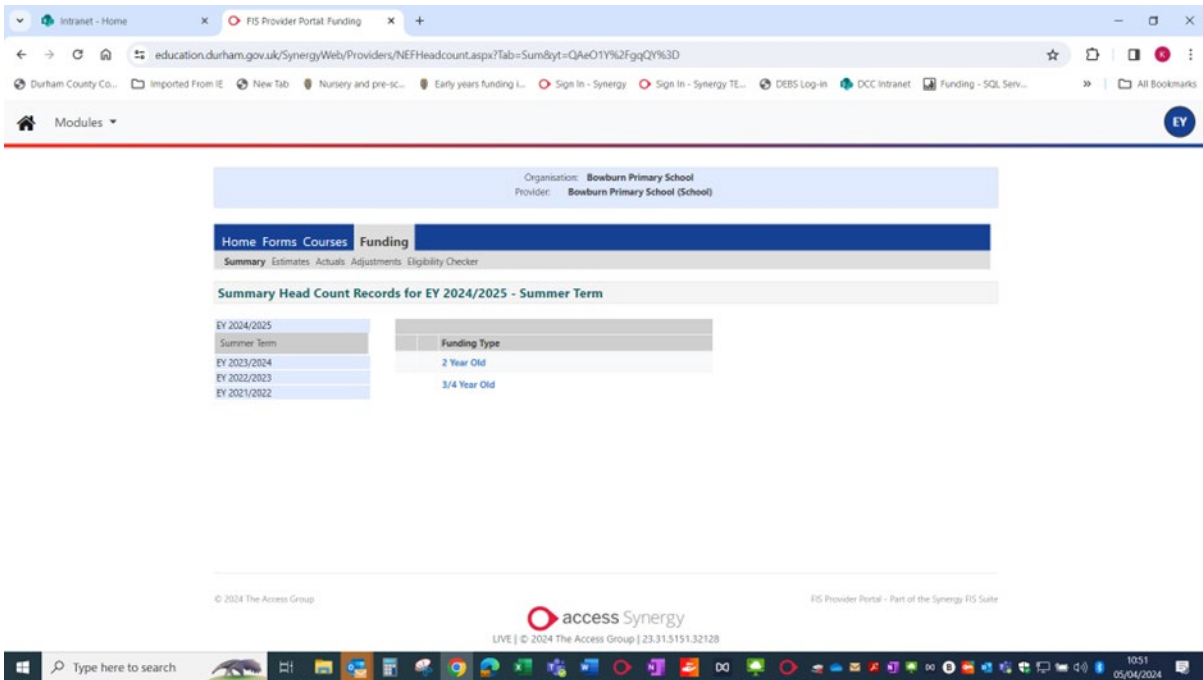 Intranet - Home
FIS Provider Portal: Funding
education.durham.gov.uk/SynergyWeb/Providers/NEFHeadcount.aspx?Tab=Sum&yt=QAeO1Y%2FgqQY%3D
K
Durham County Co... Imported From IE New Tab Nursery and pre-sc... Early years funding i... Sign In - Synergy Sign In - Synergy TE... DEBS Log-in DCC Intranet Funding - SQL Serv... » All Bookmarks
Modules
EY
Organisation: Bowburn Primary School
Provider: Bowburn Primary School (School)
Home Forms Courses Funding
Summary Estimates Actuals Adjustments Eligibility Checker
Summary Head Count Records for EY 2024/2025 - Summer Term
EY 2024/2025
Summer Term
EY 2023/2024
EY 2022/2023
EY 2021/2022
Funding Type
2 Year Old
3/4 Year Old
© 2024 The Access Group
FIS Provider Portal - Part of the Synergy FIS Suite
access Synergy
LIVE | © 2024 The Access Group | 23.31.5151.32128
Type here to search
10:51
05/04/2024